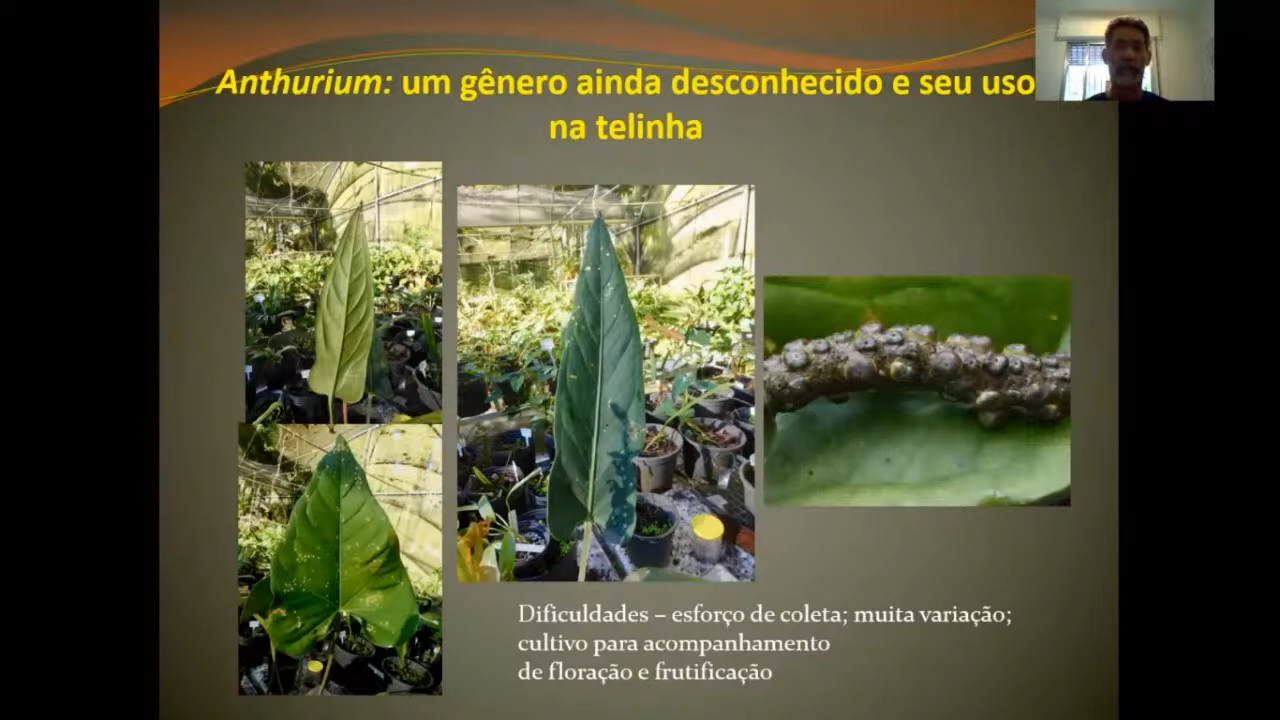 Anthurium: um gênero ainda desconhecido e seu uso
na telinha
Dificuldades – esforço de coleta; muita variação;
cultivo para acompanhamento
de floração e frutificação